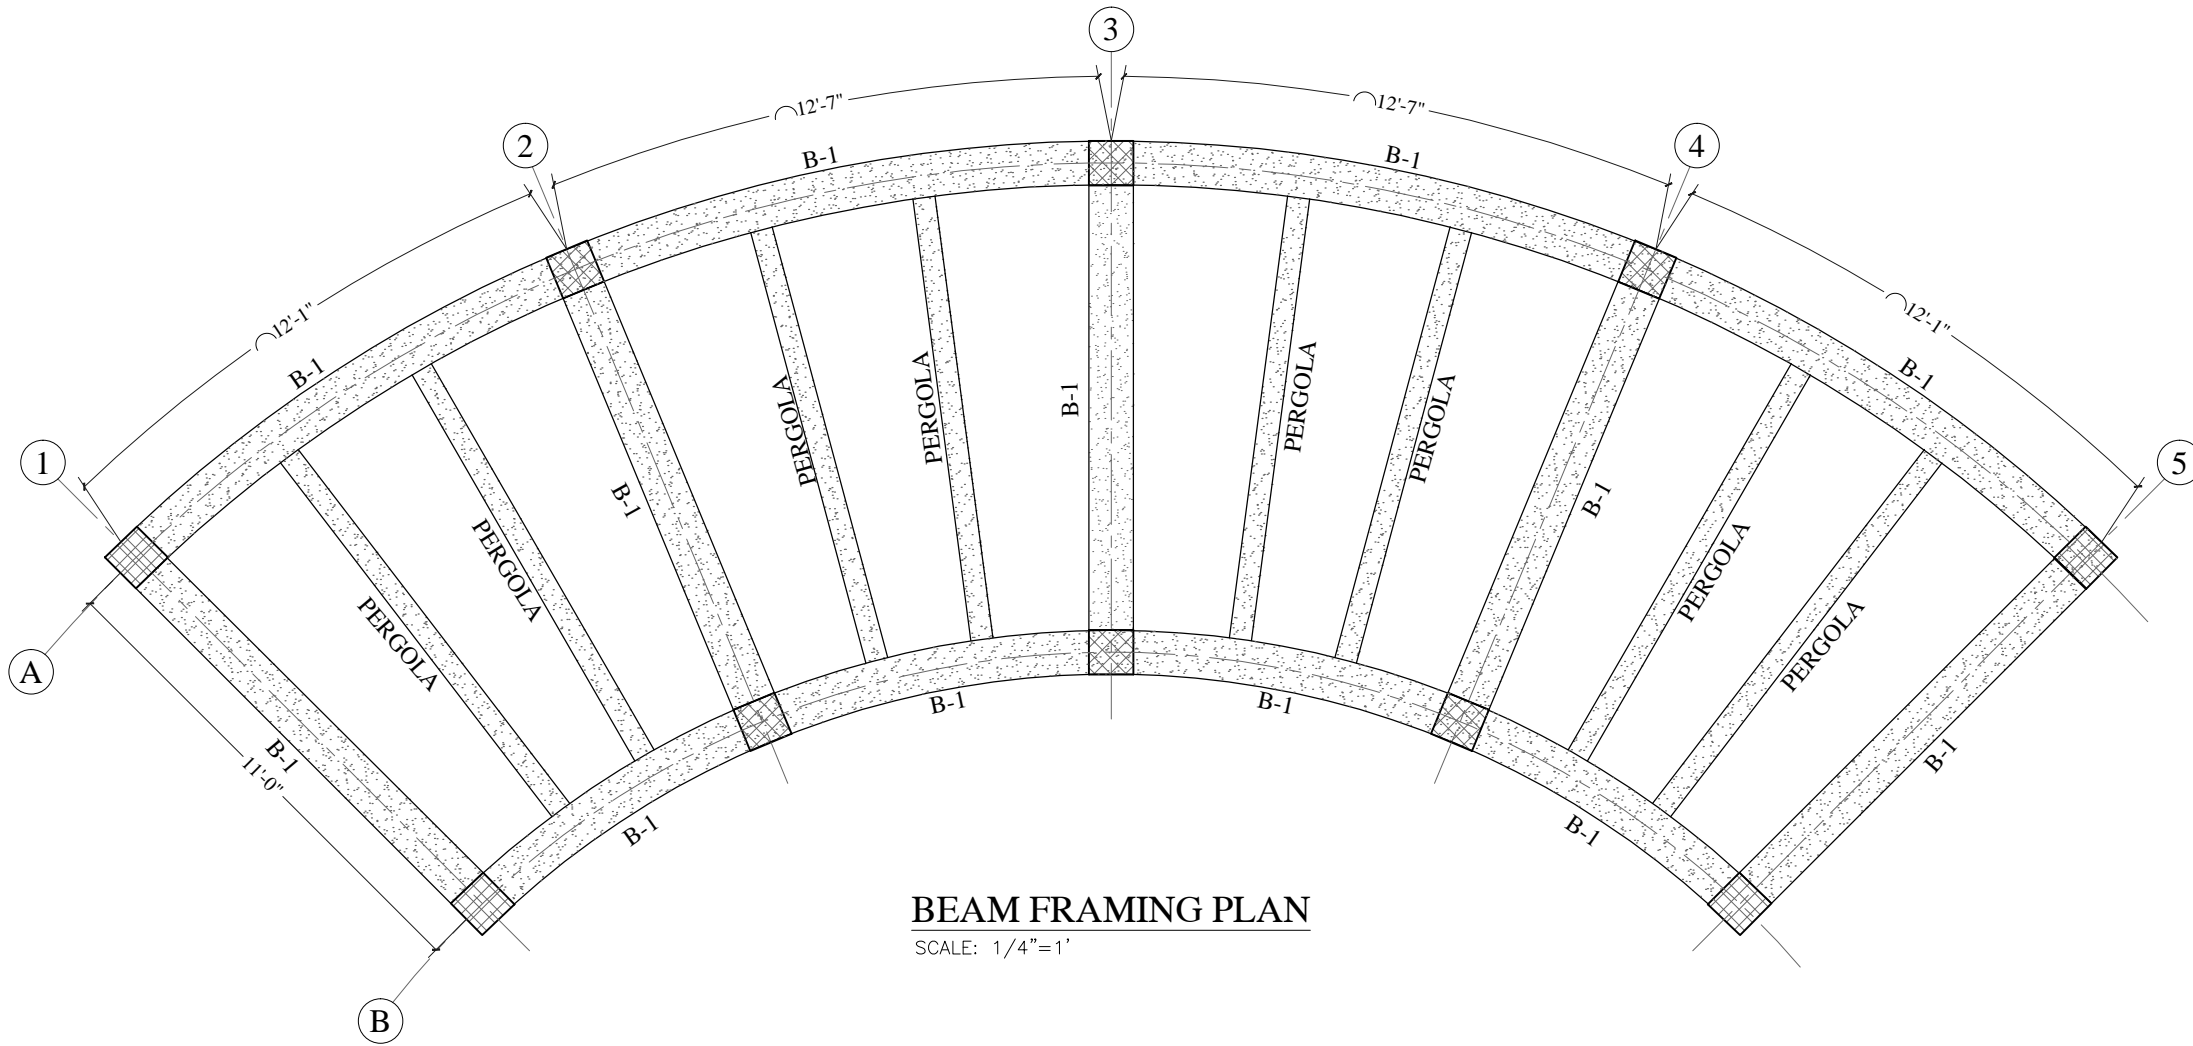 3
2
4
⌒12'-7"
⌒12'-7"
B-1
B-1
⌒12'-1"
⌒12'-1"
B-1
B-1
1
5
PERGOLA
PERGOLA
B-1
PERGOLA
PERGOLA
B-1
B-1
PERGOLA
PERGOLA
PERGOLA
PERGOLA
A
B-1
B-1
B-1
B-1
11'-0"
B-1
B-1
BEAM FRAMING PLAN
SCALE: 1/4"=1'
B